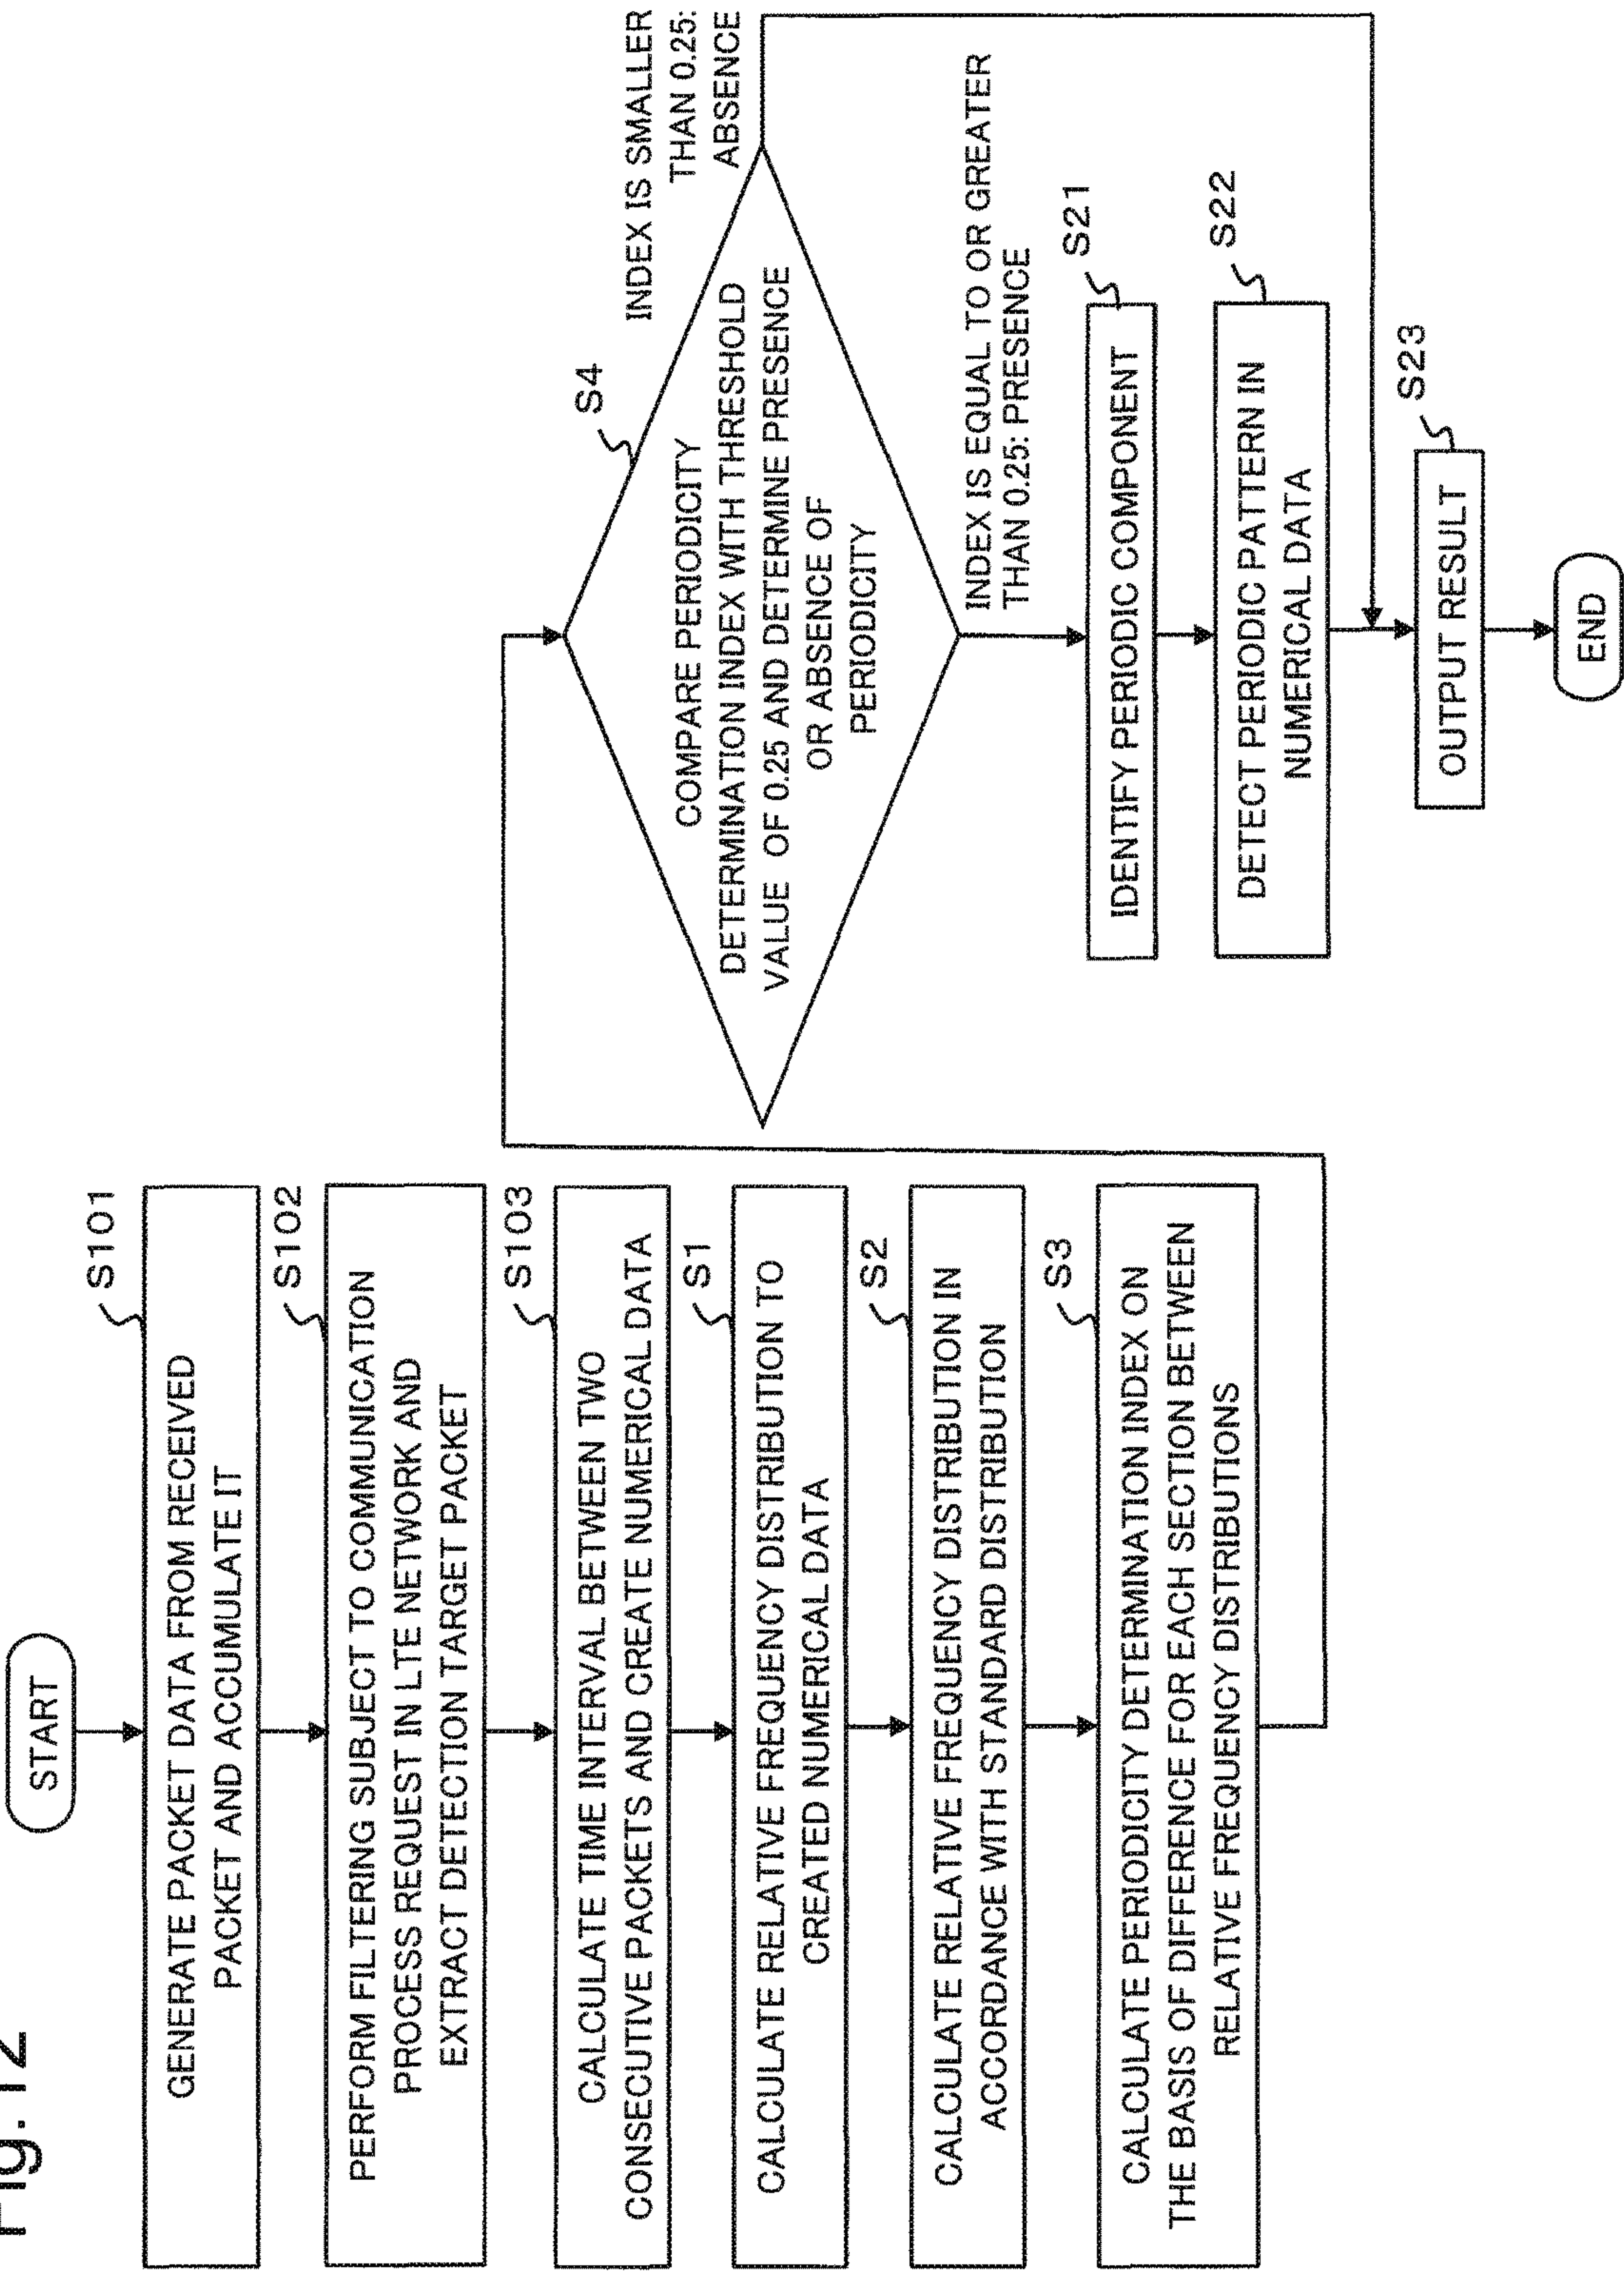 Fig.12
START
S101
GENERATE PACKET DATA FROM RECEIVED
PACKET AND ACCUMULATE IT
S102
PERFORM FILTERING SUBJECT TO COMMUNICATION
PROCESS REQUEST IN LTE NETWORK AND
EXTRACT DETECTION TARGET PACKET
S103
CALCULATE TIME INTERVAL BETWEEN TWO
CONSECUTIVE PACKETS AND CREATE NUMERICAL DATA
S1
CALCULATE RELATIVE FREQUENCY DISTRIBUTION TO
CREATED NUMERICAL DATA
S2
CALCULATE RELATIVE FREQUENCY DISTRIBUTION IN
ACCORDANCE WITH STANDARD DISTRIBUTION
S3
CALCULATE PERIODICITY DETERMINATION INDEX ON
THE BASIS OF DIFFERENCE FOR EACH SECTION BETWEEN
RELATIVE FREQUENCY DISTRIBUTIONS
S4
COMPARE PERIODICITY
DETERMINATION INDEX WITH THRESHOLD
VALUE OF 0.25 AND DETERMINE PRESENCE
OR ABSENCE OF
PERIODICITY
INDEX IS SMALLER
THAN 0.25:
ABSENCE
INDEX IS EQUAL TO OR GREATER
THAN 0.25: PRESENCE
S21
IDENTIFY PERIODIC COMPONENT
S22
DETECT PERIODIC PATTERN IN
NUMERICAL DATA
S23
OUTPUT RESULT
END